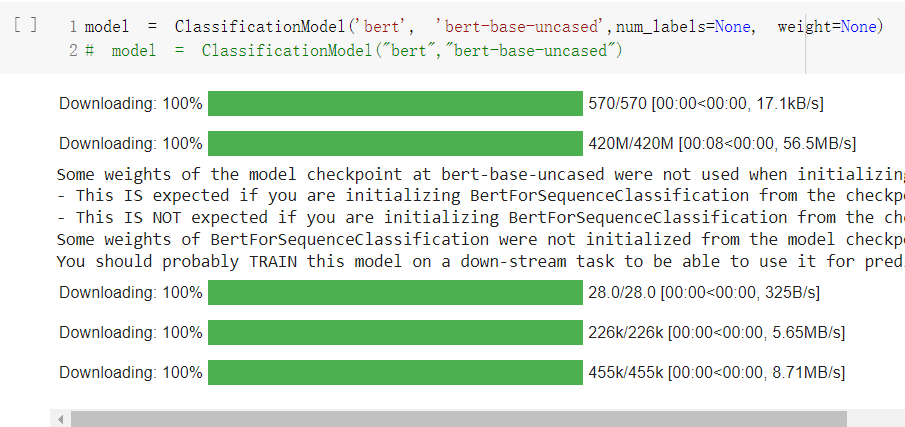 [ ] 1 model = ClassificationModel('bert', 'bert-base-uncased',num_labels=None, weight=None)
2 # model = ClassificationModel("bert","bert-base-uncased")
Downloading: 100% 570/570 [00:00<00:00, 17.1kB/s]
Downloading: 100% 420M/420M [00:08<00:00, 56.5MB/s]
Some weights of the model checkpoint at bert-base-uncased were not used when initializing
- This IS expected if you are initializing BertForSequenceClassification from the checkp
- This IS NOT expected if you are initializing BertForSequenceClassification from the che
Some weights of BertForSequenceClassification were not initialized from the model checkp
You should probably TRAIN this model on a down-stream task to be able to use it for pred
Downloading: 100% 28.0/28.0 [00:00<00:00, 325B/s]
Downloading: 100% 226k/226k [00:00<00:00, 5.65MB/s]
Downloading: 100% 455k/455k [00:00<00:00, 8.71MB/s]